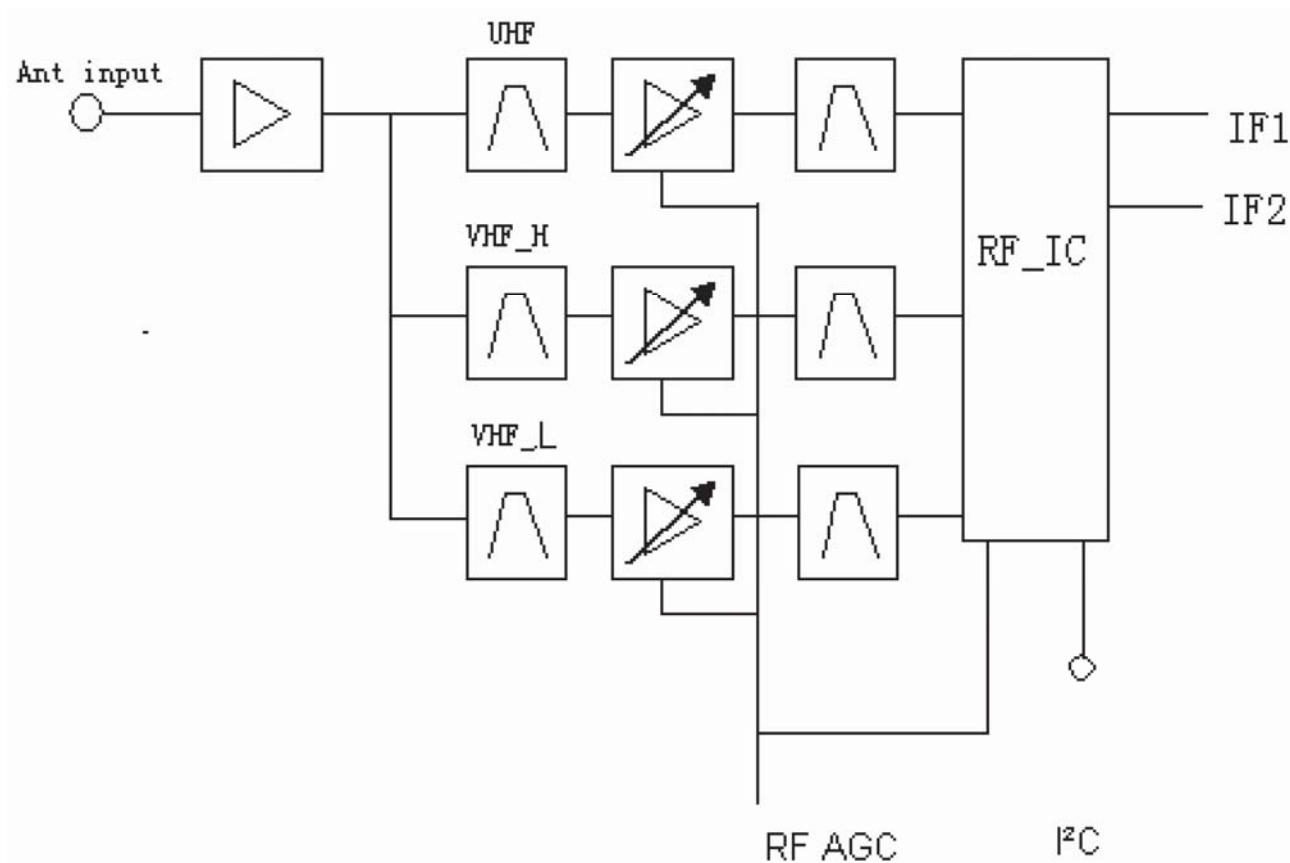 UHF
Ant input
IF1
IF2
VHF_H
RF_IC
VHF_L
RF AGC
I²C